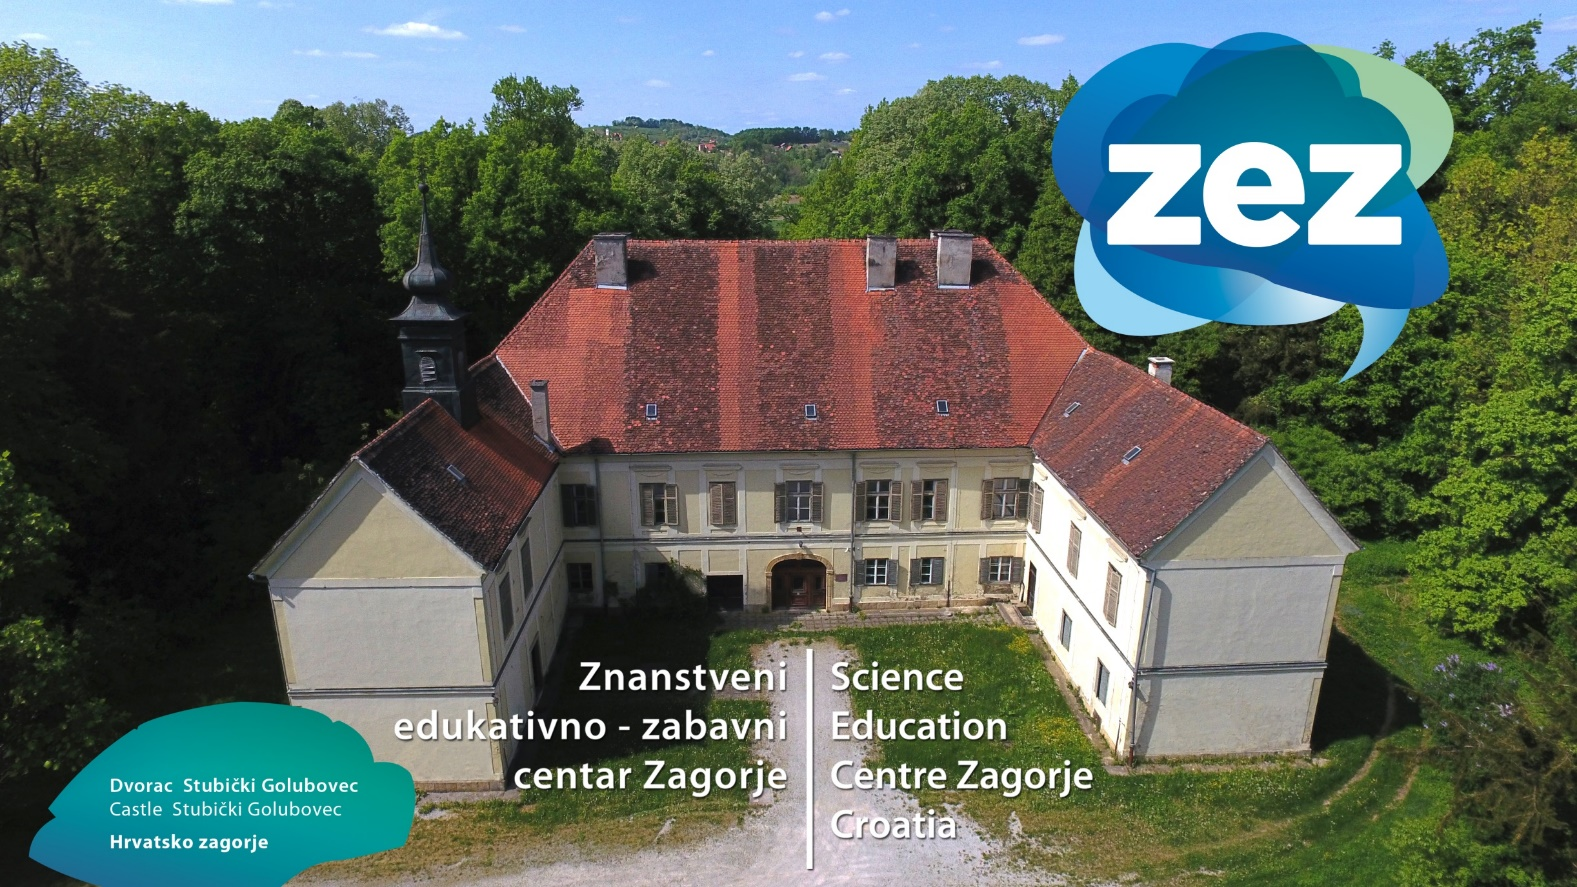 zez
Znanstveni
edukativno - zabavni
centar Zagorje
Science
Education
Centre Zagorje
Croatia
Dvorac Stubički Golubovec
Castle Stubički Golubovec
Hrvatsko zagorje